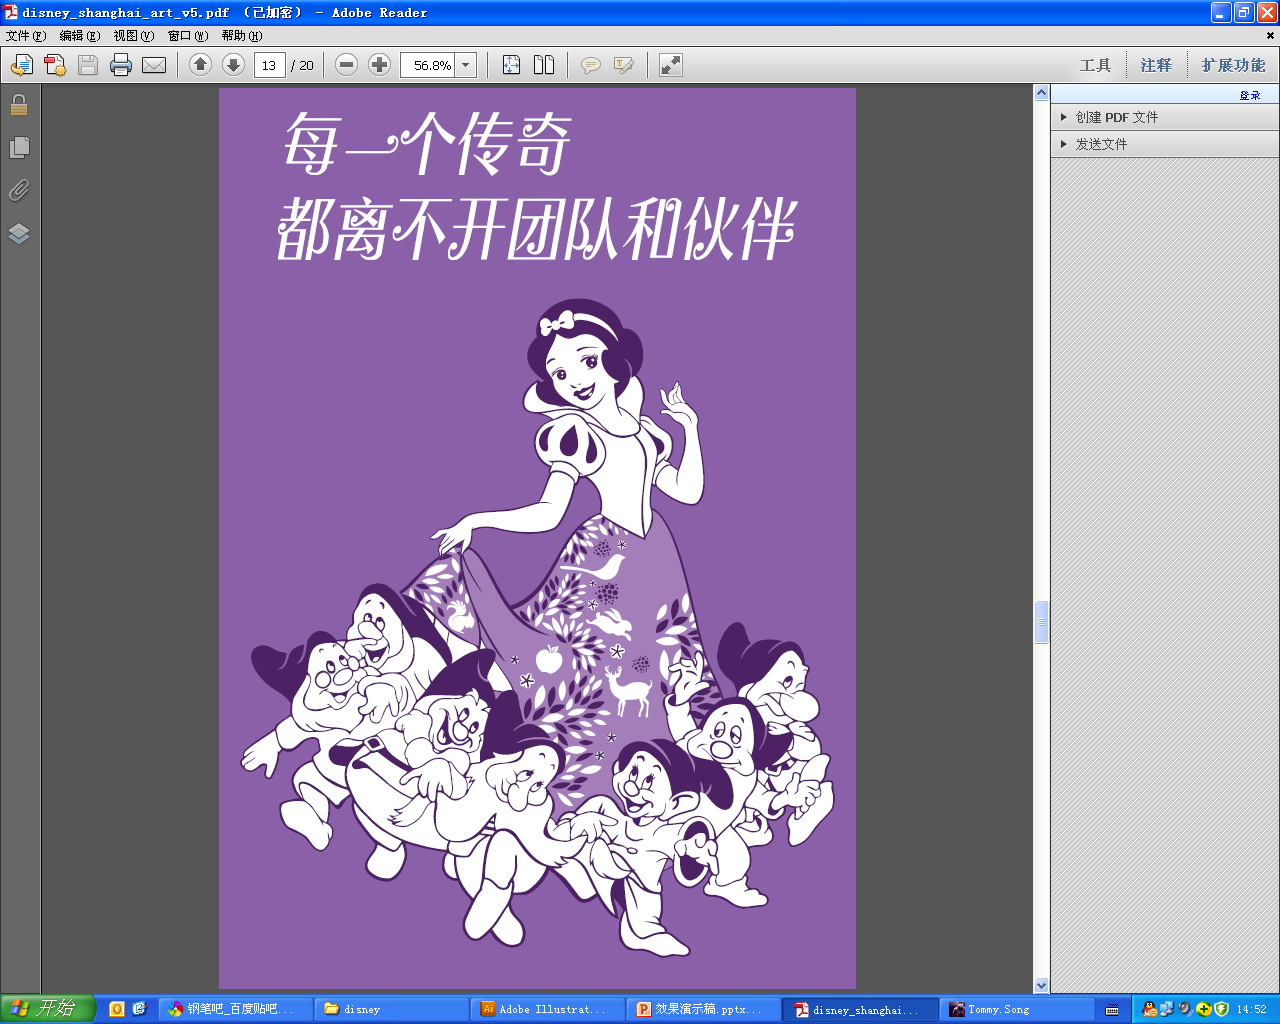 disney_shanghai_art_v5.pdf （已加密） - Adobe Reader
文件(F) 编辑(E) 视图(V) 窗口(W) 帮助(H)
13 / 20 56.8% 工具 注释 扩展功能
登录
创建 PDF 文件
发送文件
每一个传奇
都离不开团队和伙伴
开始 钢笔吧_百度贴吧... disney Adobe Illustrat... 效果演示稿.pptx... disney_shanghai... Tommy.Song 14:52